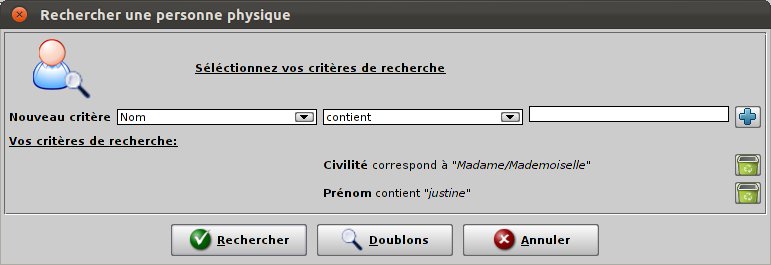 Rechercher une personne physique
Séléctionnez vos critères de recherche
Nouveau critère Nom contient
Vos critères de recherche:
Civilité correspond à "Madame/Mademoiselle"
Prénom contient "justine"
Rechercher Doublons Annuler